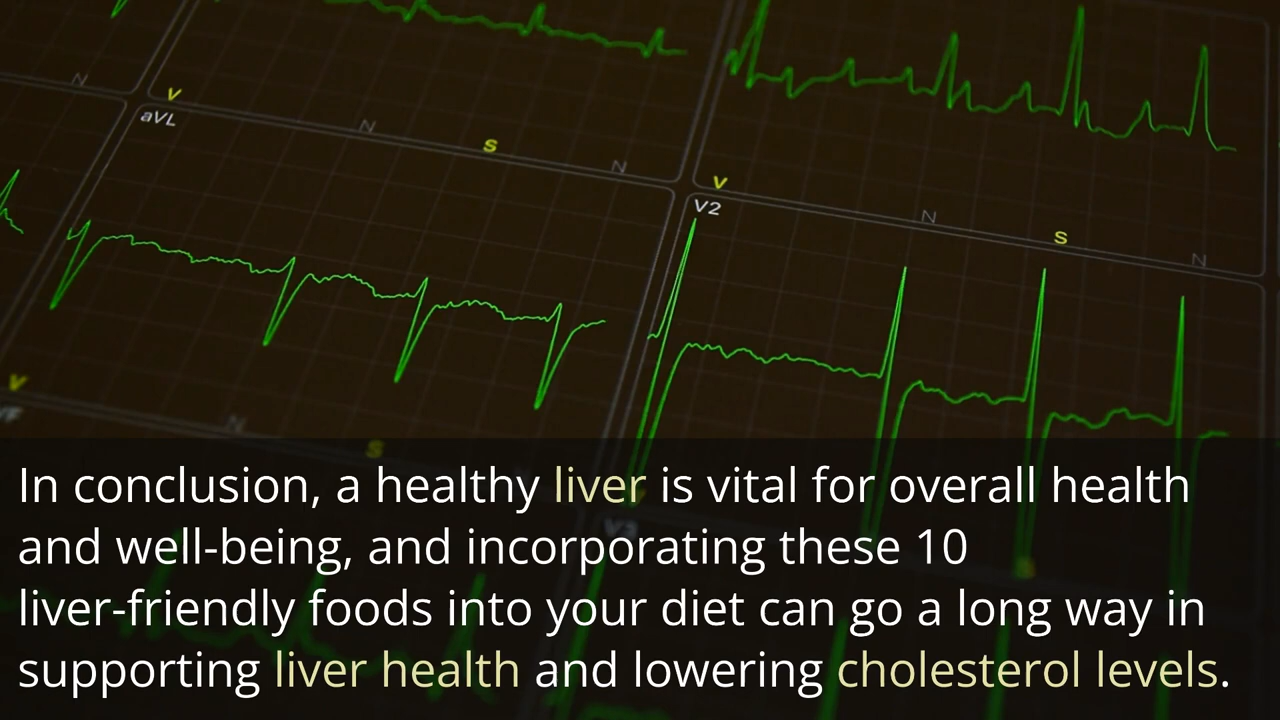 N
V
aVL
N
S
N
V
V2
N
S
N
V
N
S
V3
In conclusion, a healthy liver is vital for overall health
and well-being, and incorporating these 10
liver-friendly foods into your diet can go a long way in
supporting liver health and lowering cholesterol levels.